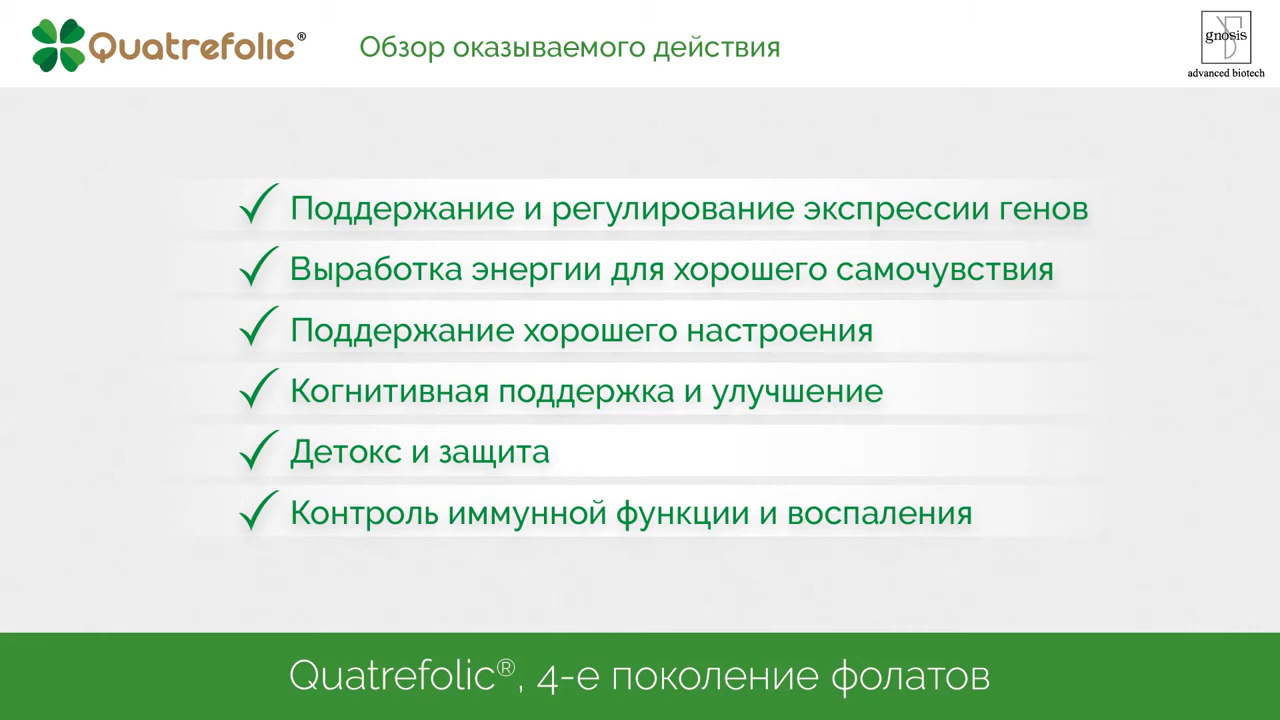 Quatrefolic®
Обзор оказываемого действия
gnosis
advanced biotech
Поддержание и регулирование экспрессии генов
Выработка энергии для хорошего самочувствия
Поддержание хорошего настроения
Когнитивная поддержка и улучшение
Детокс и защита
Контроль иммунной функции и воспаления
Quatrefolic®, 4-е поколение фолатов